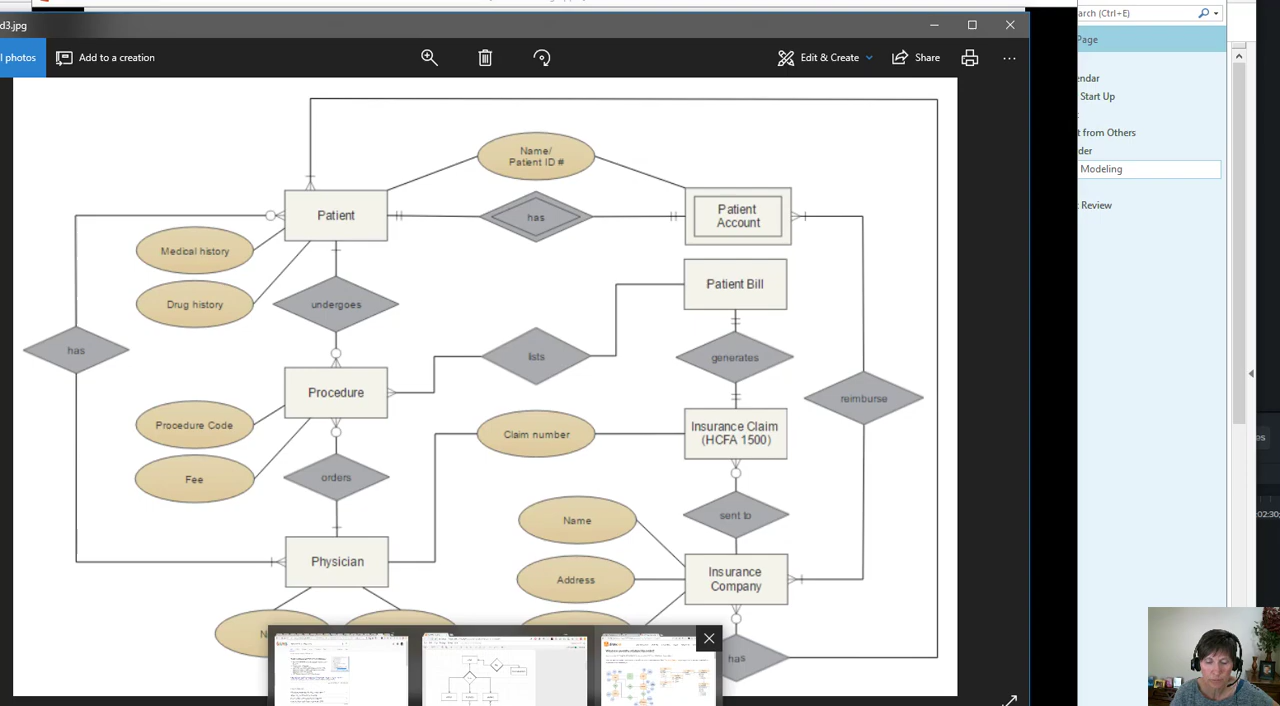 d3.jpg
l photos
Add to a creation
Edit & Create
Share
Name/
Patient ID #
Patient
has
Patient
Account
Medical history
Drug history
undergoes
Patient Bill
has
lists
generates
reimburse
Procedure
Procedure Code
Fee
Claim number
Insurance Claim
(HCFA 1500)
orders
sent to
Name
Physician
Address
Insurance
Company
N
has
arch (Ctrl+E)
Page
endar
Start Up
t from Others
der
Modeling
Review
es
:02:30;